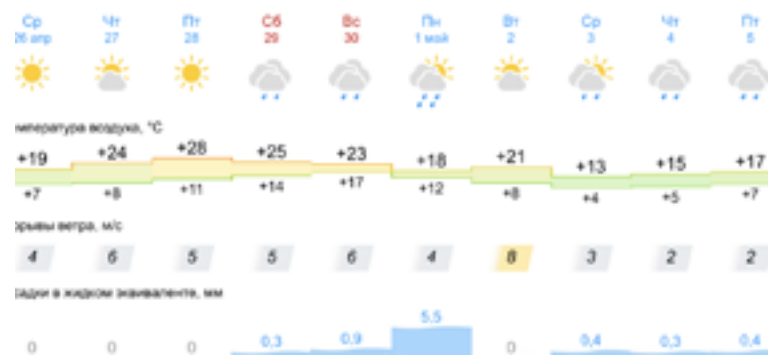 Ср Чт Пт Сб Вс Пн Вт Ср Чт Пт
26 апр 27 28 29 30 1 май 2 3 4 5
мпература воздуха, °C
+19 +24 +28 +25 +23 +18 +21 +13 +15 +17
+7 +8 +11 +14 +17 +12 +8 +4 +5 +7
орывы ветра, м/с
4 6 5 5 6 4 8 3 2 2
садки в жидком эквиваленте, мм
0 0 0 0,3 0,9 5,5 0 0,4 0,3 0,4